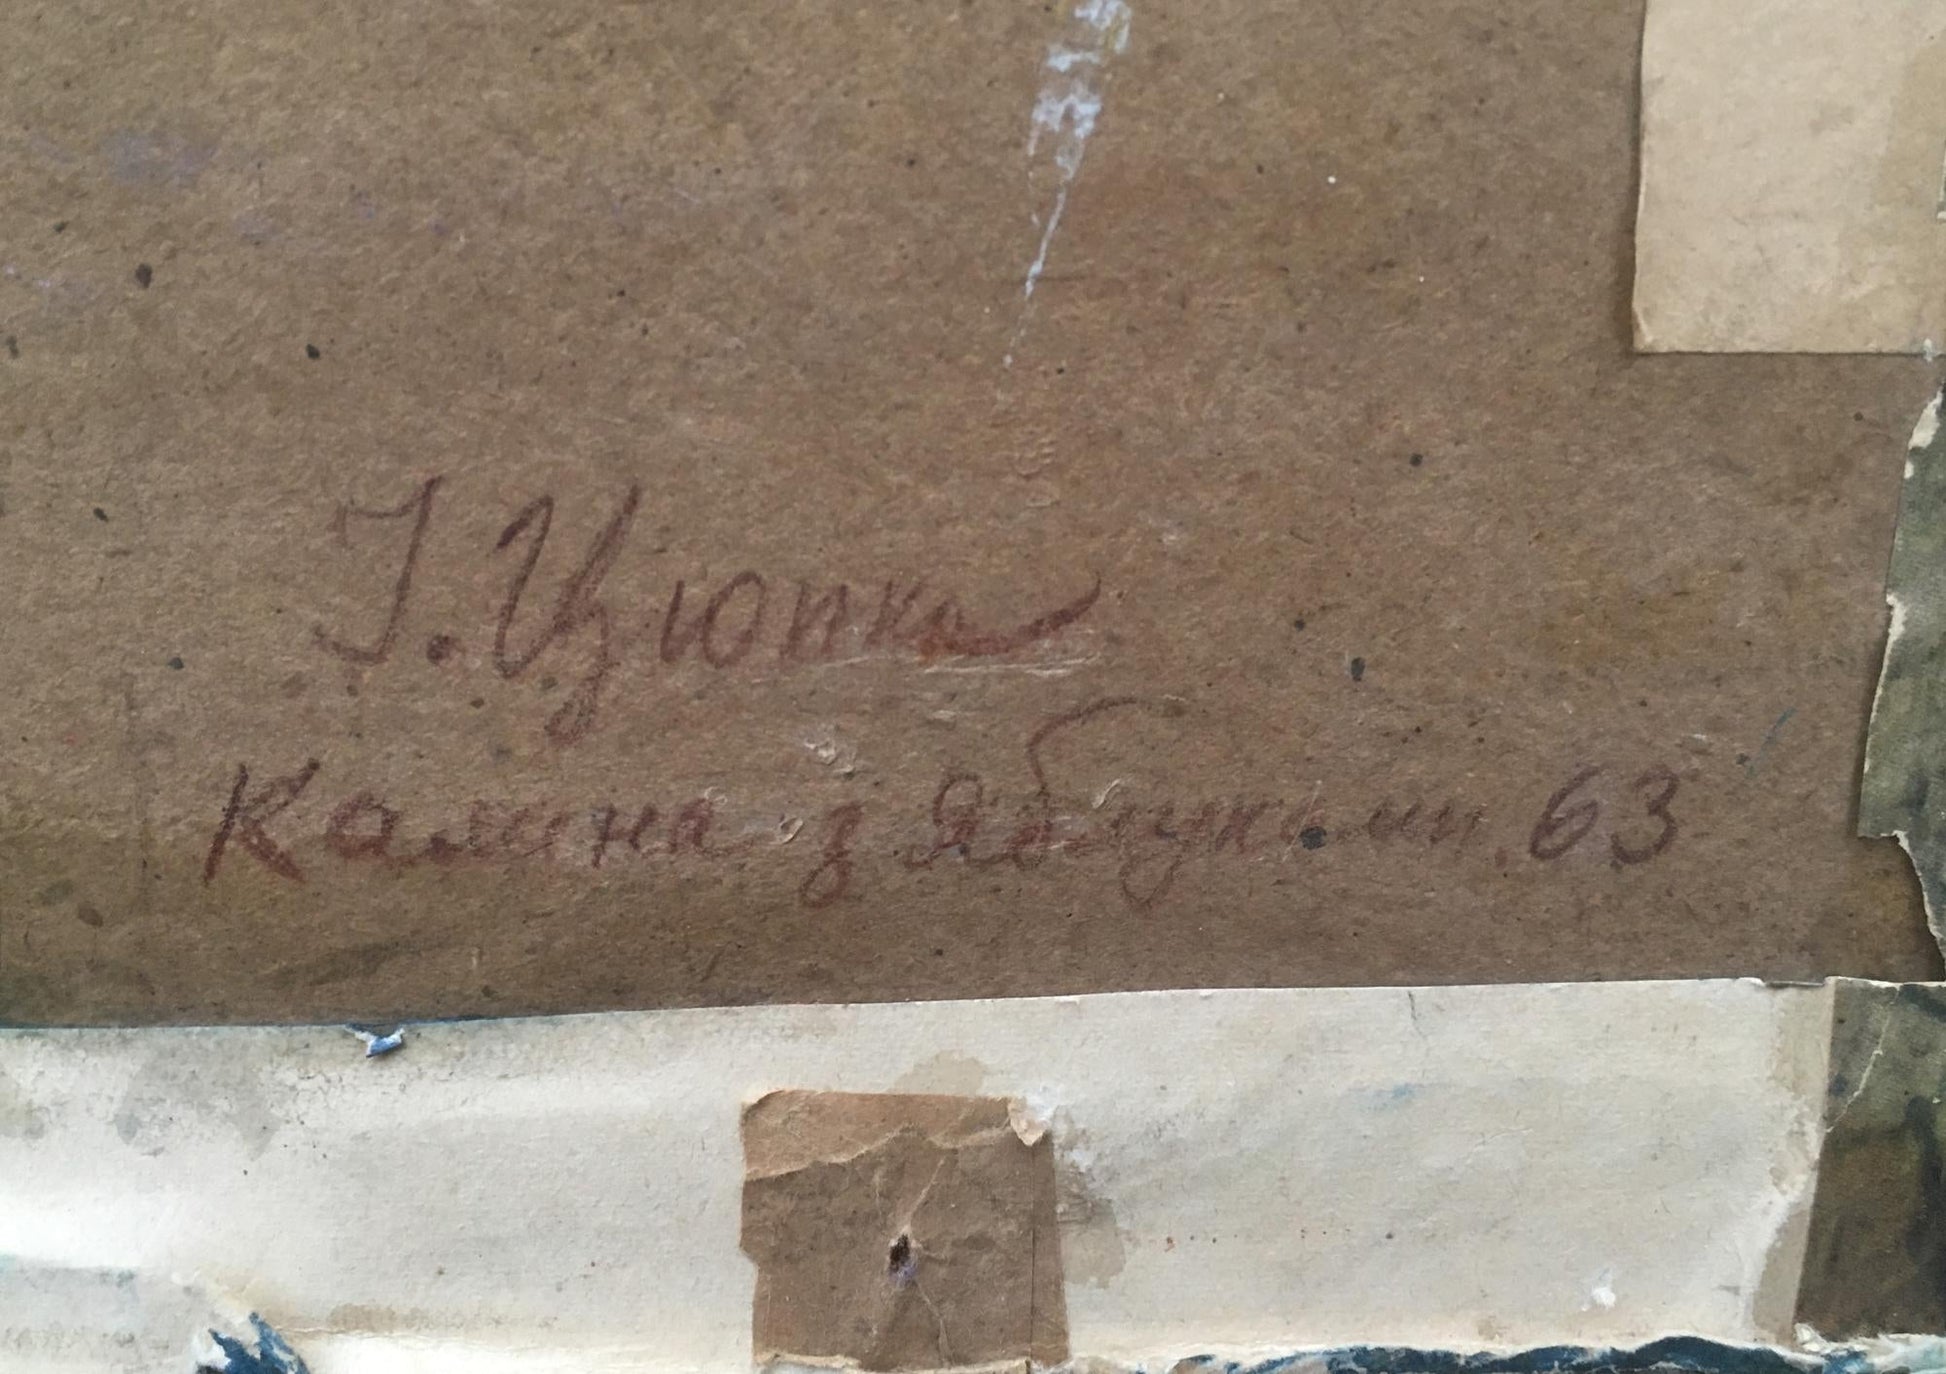 І. Цюпка
Калина з Яблуками. 63